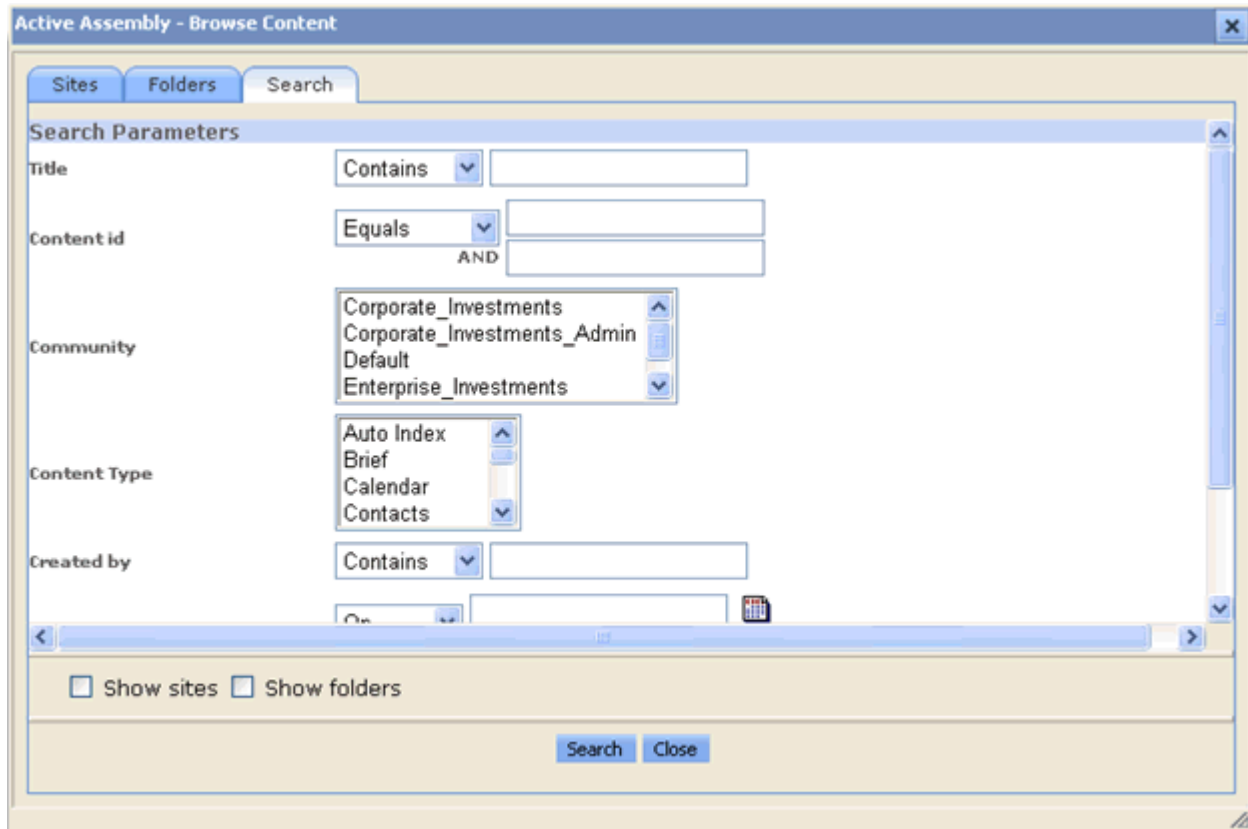 Active Assembly - Browse Content
Sites Folders Search
Search Parameters
Title Contains
Content id Equals
AND
Corporate_Investments
Corporate_Investments_Admin
Community
Default
Enterprise_Investments
Auto Index
Brief
Content Type
Calendar
Contacts
Created by Contains
On
Show sites Show folders
Search Close